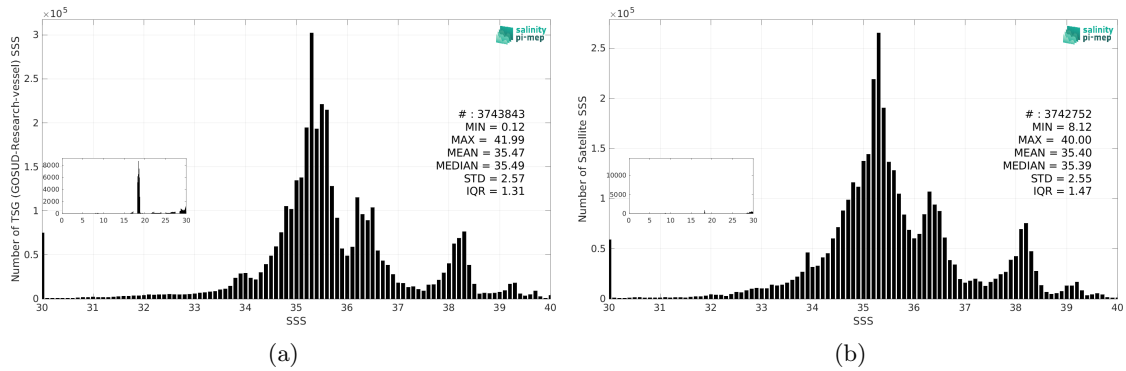 ×10⁵
salinity
pi-mep
Number of TSG (GOSUD-Research-vessel) SSS
3
2.5
2
1.5
1
0.5
0
# : 3743843
MIN = 0.12
MAX = 41.99
MEAN = 35.47
MEDIAN = 35.49
STD = 2.57
IQR = 1.31
8000
6000
4000
2000
0
0 5 10 15 20 25 30
30 31 32 33 34 35 36 37 38 39 40
SSS
(a)
×10⁵
salinity
pi-mep
Number of Satellite SSS
2.5
2
1.5
1
0.5
0
# : 3742752
MIN = 8.12
MAX = 40.00
MEAN = 35.40
MEDIAN = 35.39
STD = 2.55
IQR = 1.47
10000
5000
0
0 5 10 15 20 25 30
30 31 32 33 34 35 36 37 38 39 40
SSS
(b)